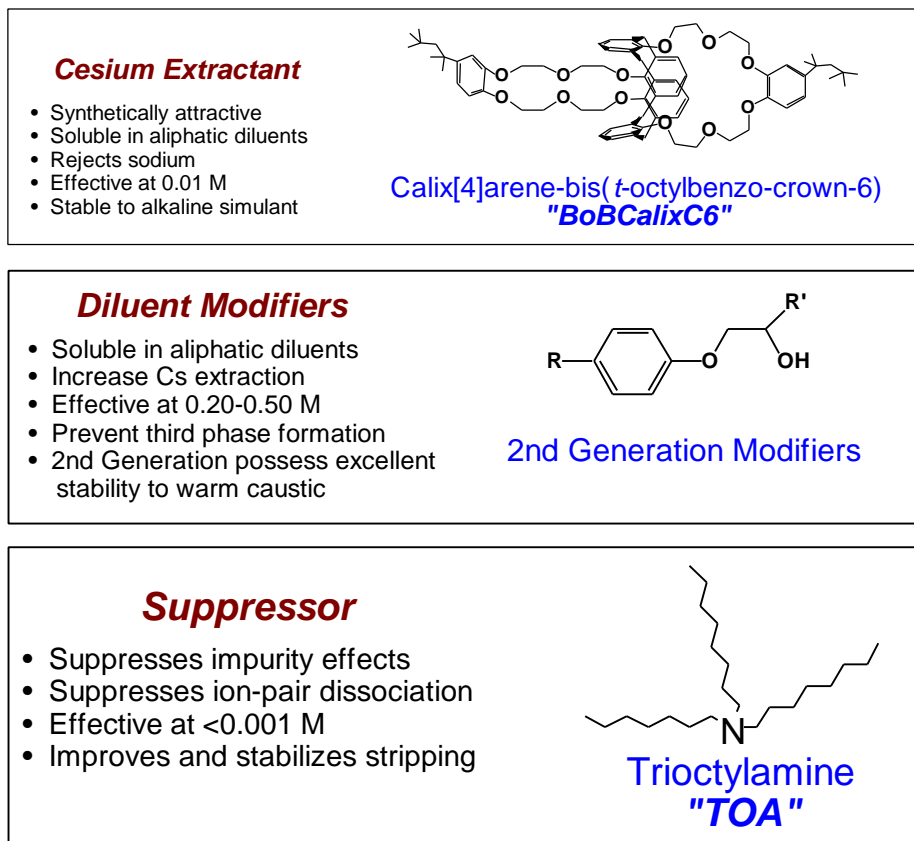 Cesium Extractant
• Synthetically attractive
• Soluble in aliphatic diluents
• Rejects sodium
• Effective at 0.01 M
• Stable to alkaline simulant
O O O O O O O O O O O O
Calix[4]arene-bis(t-octylbenzo-crown-6)
"BoBCalixC6"
Diluent Modifiers
• Soluble in aliphatic diluents
• Increase Cs extraction
• Effective at 0.20-0.50 M
• Prevent third phase formation
• 2nd Generation possess excellent
stability to warm caustic
R'
R
O
OH
2nd Generation Modifiers
Suppressor
• Suppresses impurity effects
• Suppresses ion-pair dissociation
• Effective at <0.001 M
• Improves and stabilizes stripping
N
Trioctylamine
"TOA"